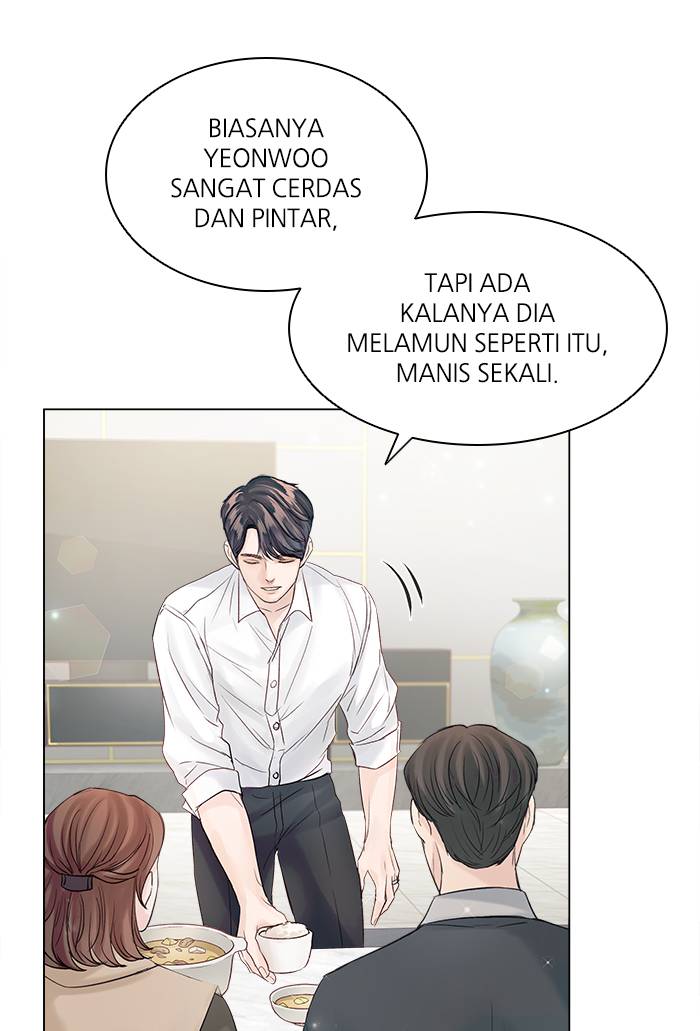 BIASANYA
YEONWOO
SANGAT CERDAS
DAN PINTAR,
TAPI ADA
KALANYA DIA
MELAMUN SEPERTI ITU,
MANIS SEKALI.